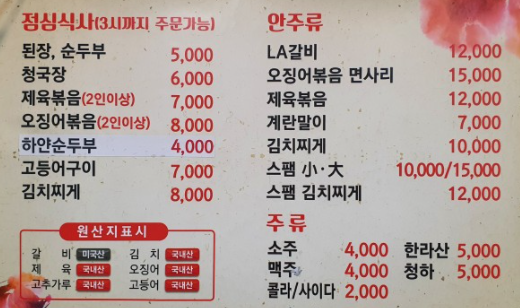 점심식사(3시까지 주문가능)
된장, 순두부 5,000
청국장 6,000
제육볶음(2인이상) 7,000
오징어볶음(2인이상) 8,000
하얀순두부 4,000
고등어구이 7,000
김치찌게 8,000
원산지표시
갈 비 미국산 김 치 국내산
제 육 국내산 오징어 국내산
고추가루 국내산 고등어 국내산
안주류
LA갈비 12,000
오징어볶음 면사리 15,000
제육볶음 12,000
계란말이 7,000
김치찌개 10,000
스팸 小·大 10,000/15,000
스팸 김치찌게 12,000
주류
소주 4,000 한라산 5,000
맥주 4,000 청하 5,000
콜라/사이다 2,000